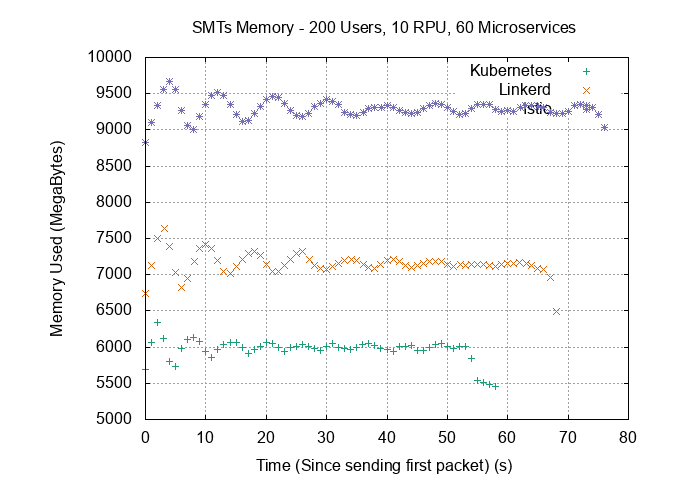 SMTs Memory - 200 Users, 10 RPU, 60 Microservices
10000
9500
9000
8500
8000
7500
7000
6500
6000
5500
5000
Memory Used (MegaBytes)
Kubernetes
Linkerd
Istio
0 10 20 30 40 50 60 70 80
Time (Since sending first packet) (s)